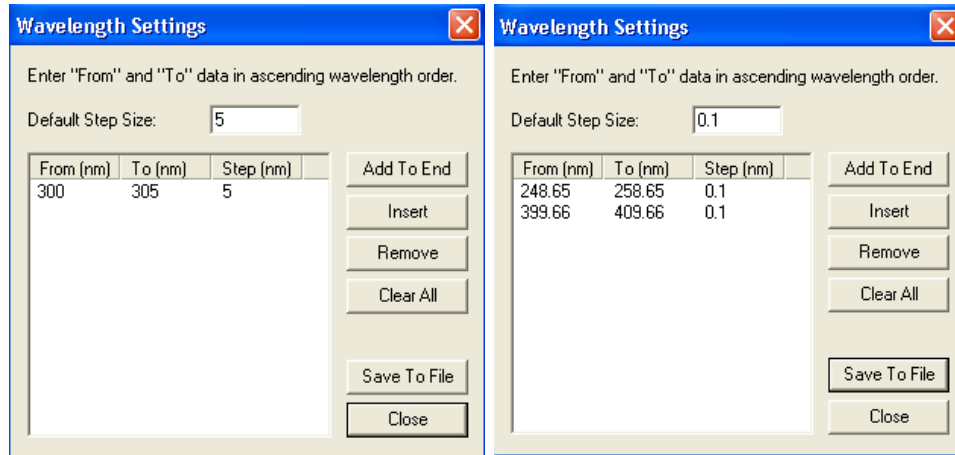 Wavelength Settings
Enter "From" and "To" data in ascending wavelength order.
Default Step Size: 5
From (nm) To (nm) Step (nm)
300 305 5
Add To End
Insert
Remove
Clear All
Save To File
Close
Wavelength Settings
Enter "From" and "To" data in ascending wavelength order.
Default Step Size: 0.1
From (nm) To (nm) Step (nm)
248.65 258.65 0.1
399.66 409.66 0.1
Add To End
Insert
Remove
Clear All
Save To File
Close